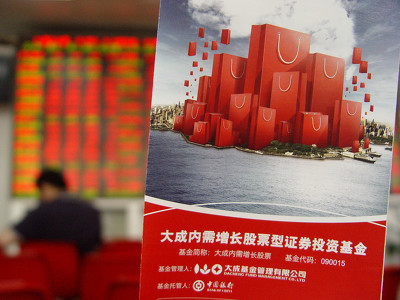 大成内需增长股票型证券投资基金
基金简称：大成内需增长股票 基金代码：090015
基金管理人： 大成基金管理有限公司
DACHENG FUND MANAGEMENT CO.,LTD.
基金托管人： 中国银行
BANK OF CHINA